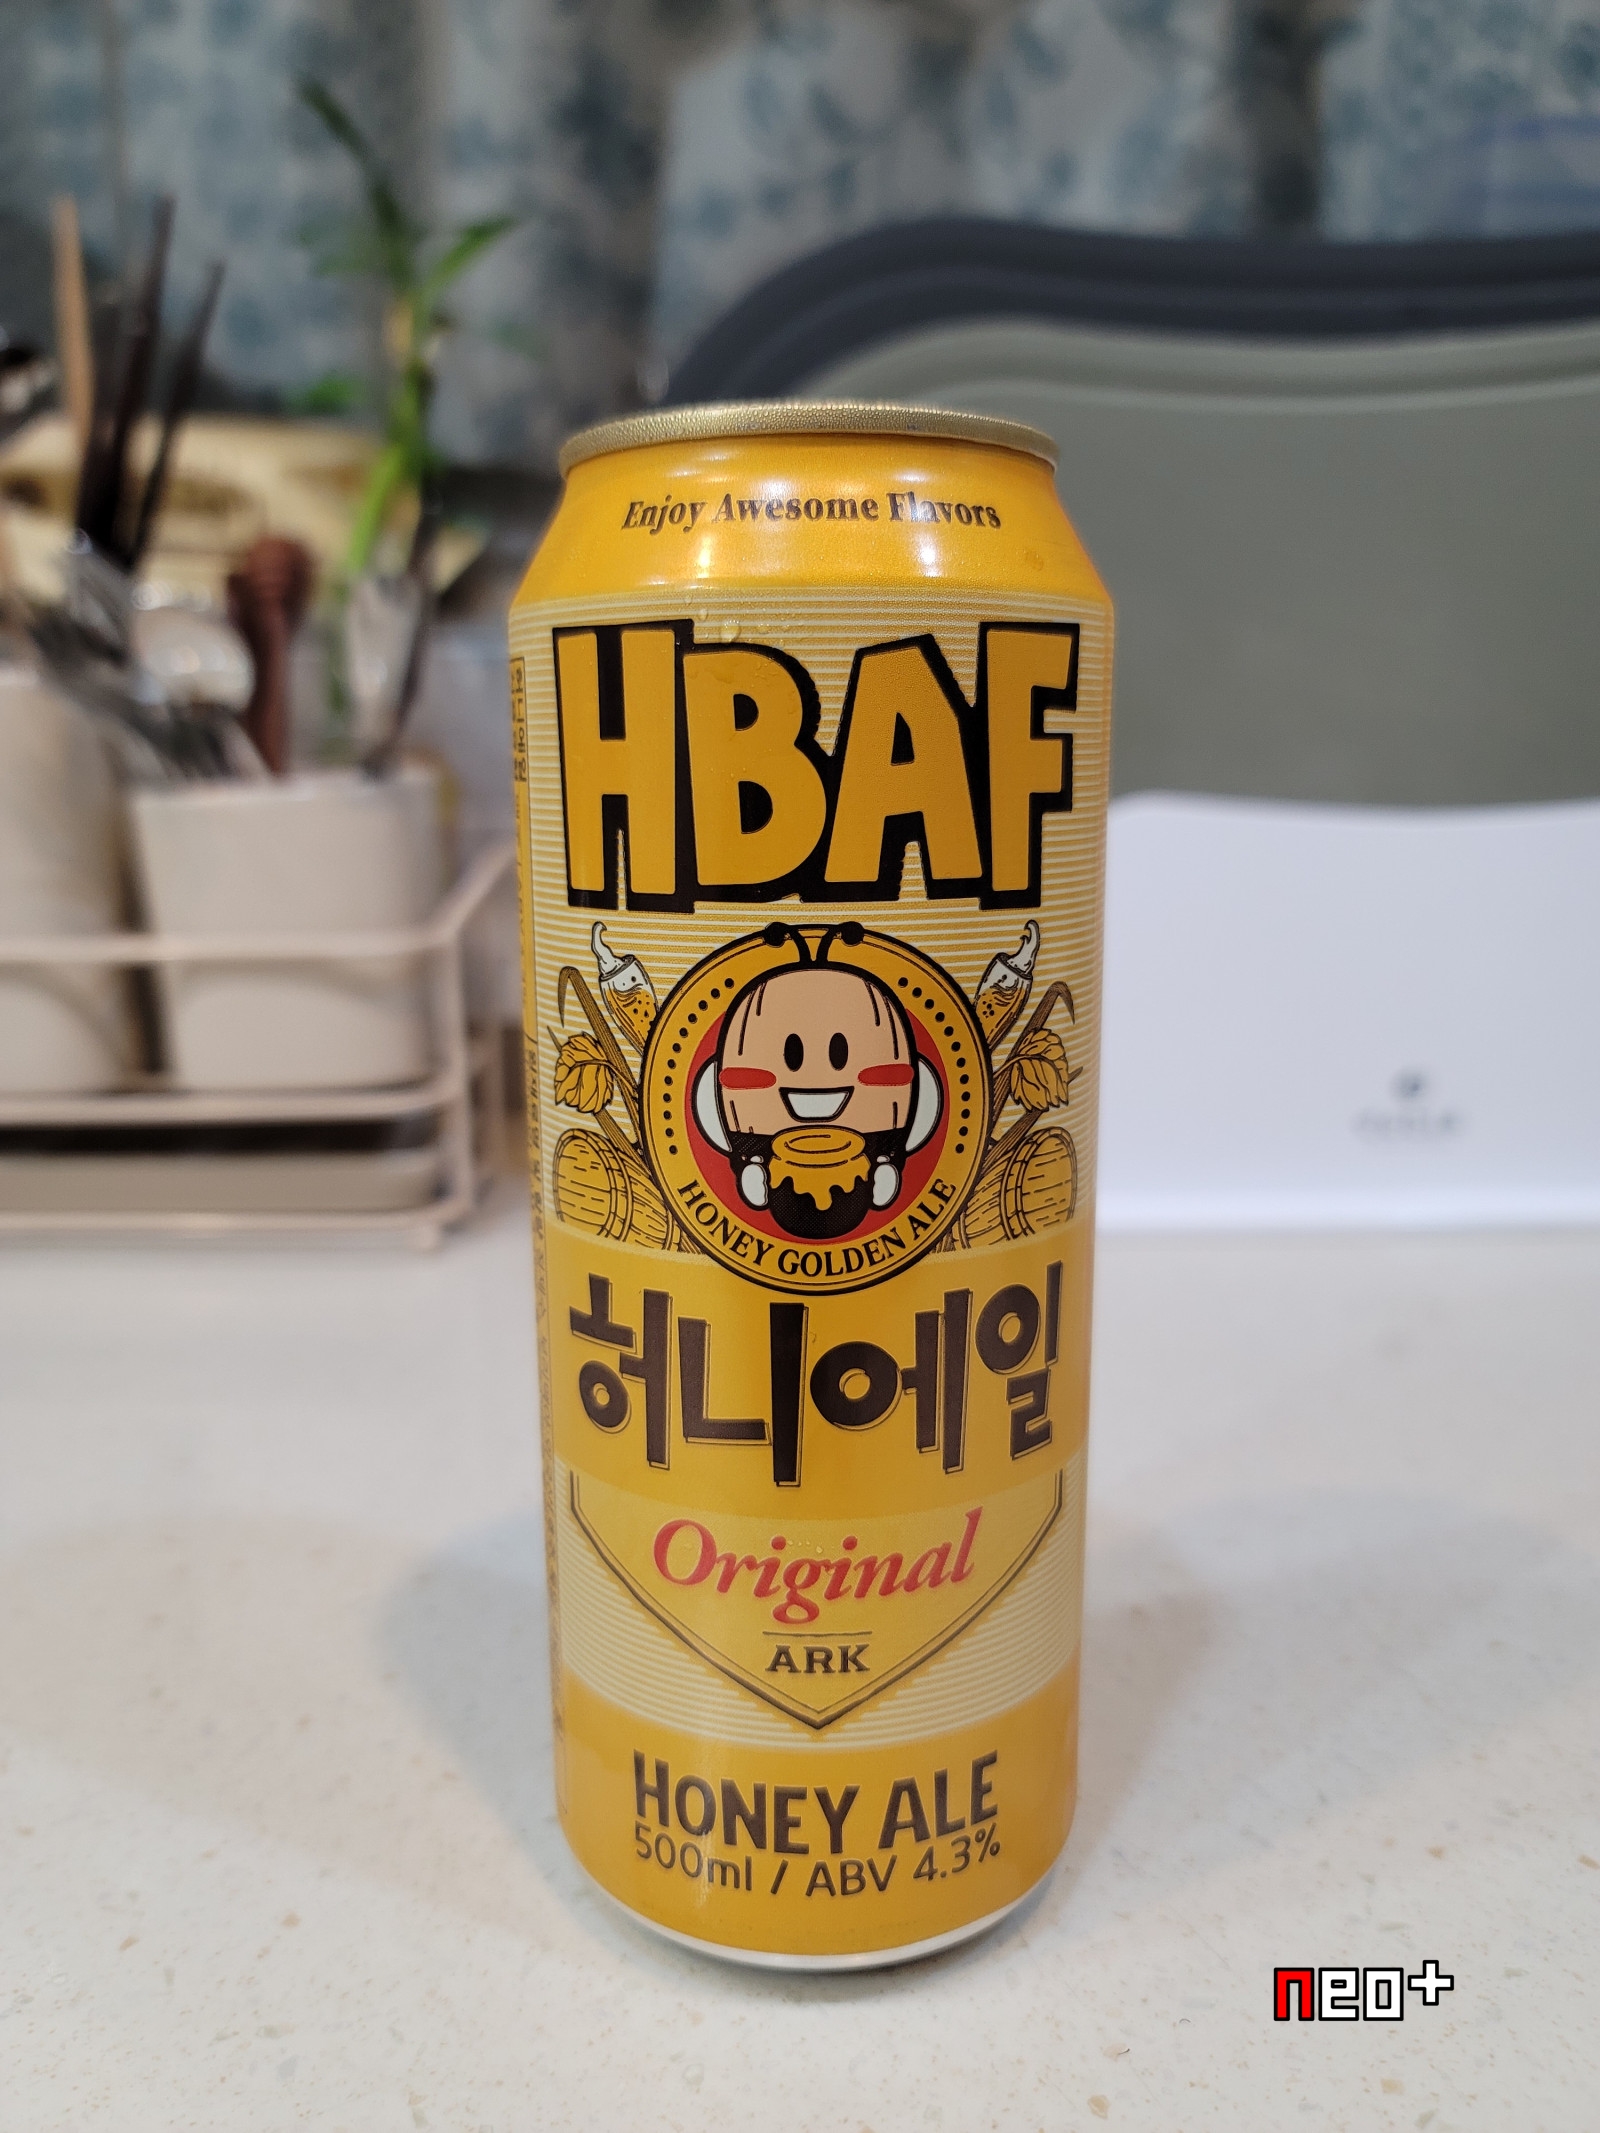 Enjoy Awesome Flavors
HBAF
HONEY GOLDEN ALE
허니에일
Original
ARK
HONEY ALE
500ml / ABV 4.3%
neo+